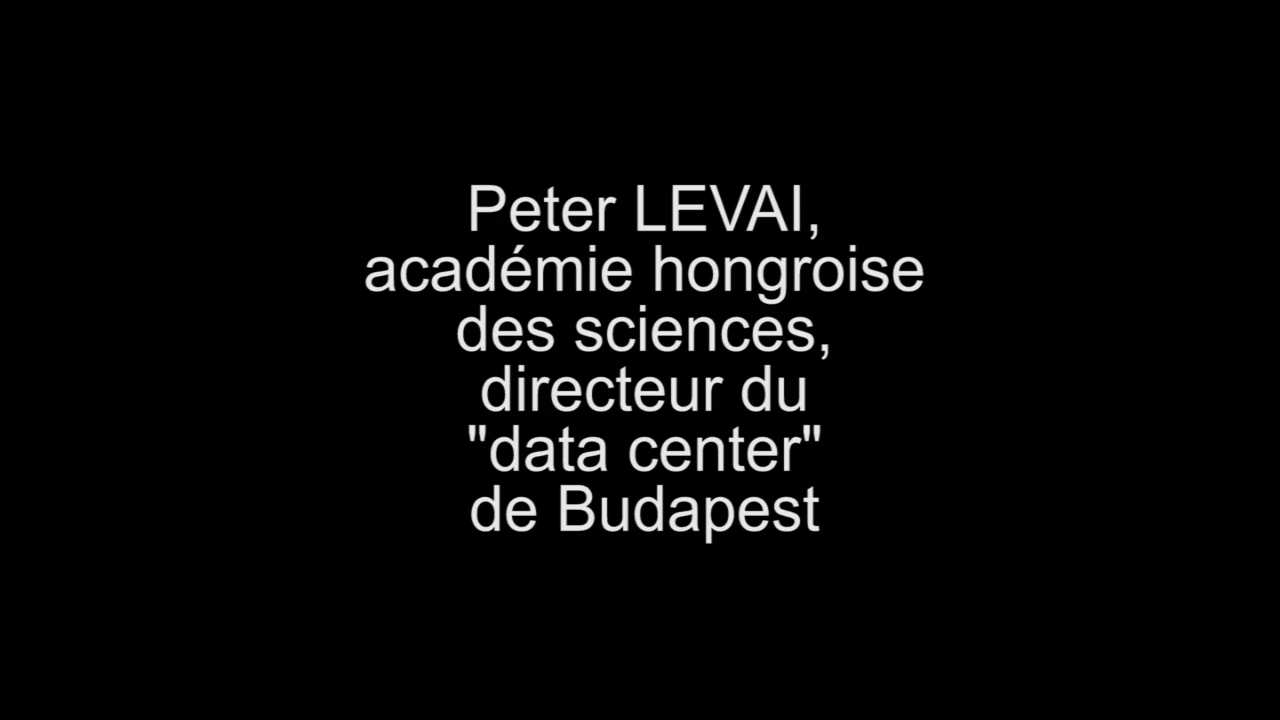 Peter LEVAI,
académie hongroise
des sciences,
directeur du
"data center"
de Budapest